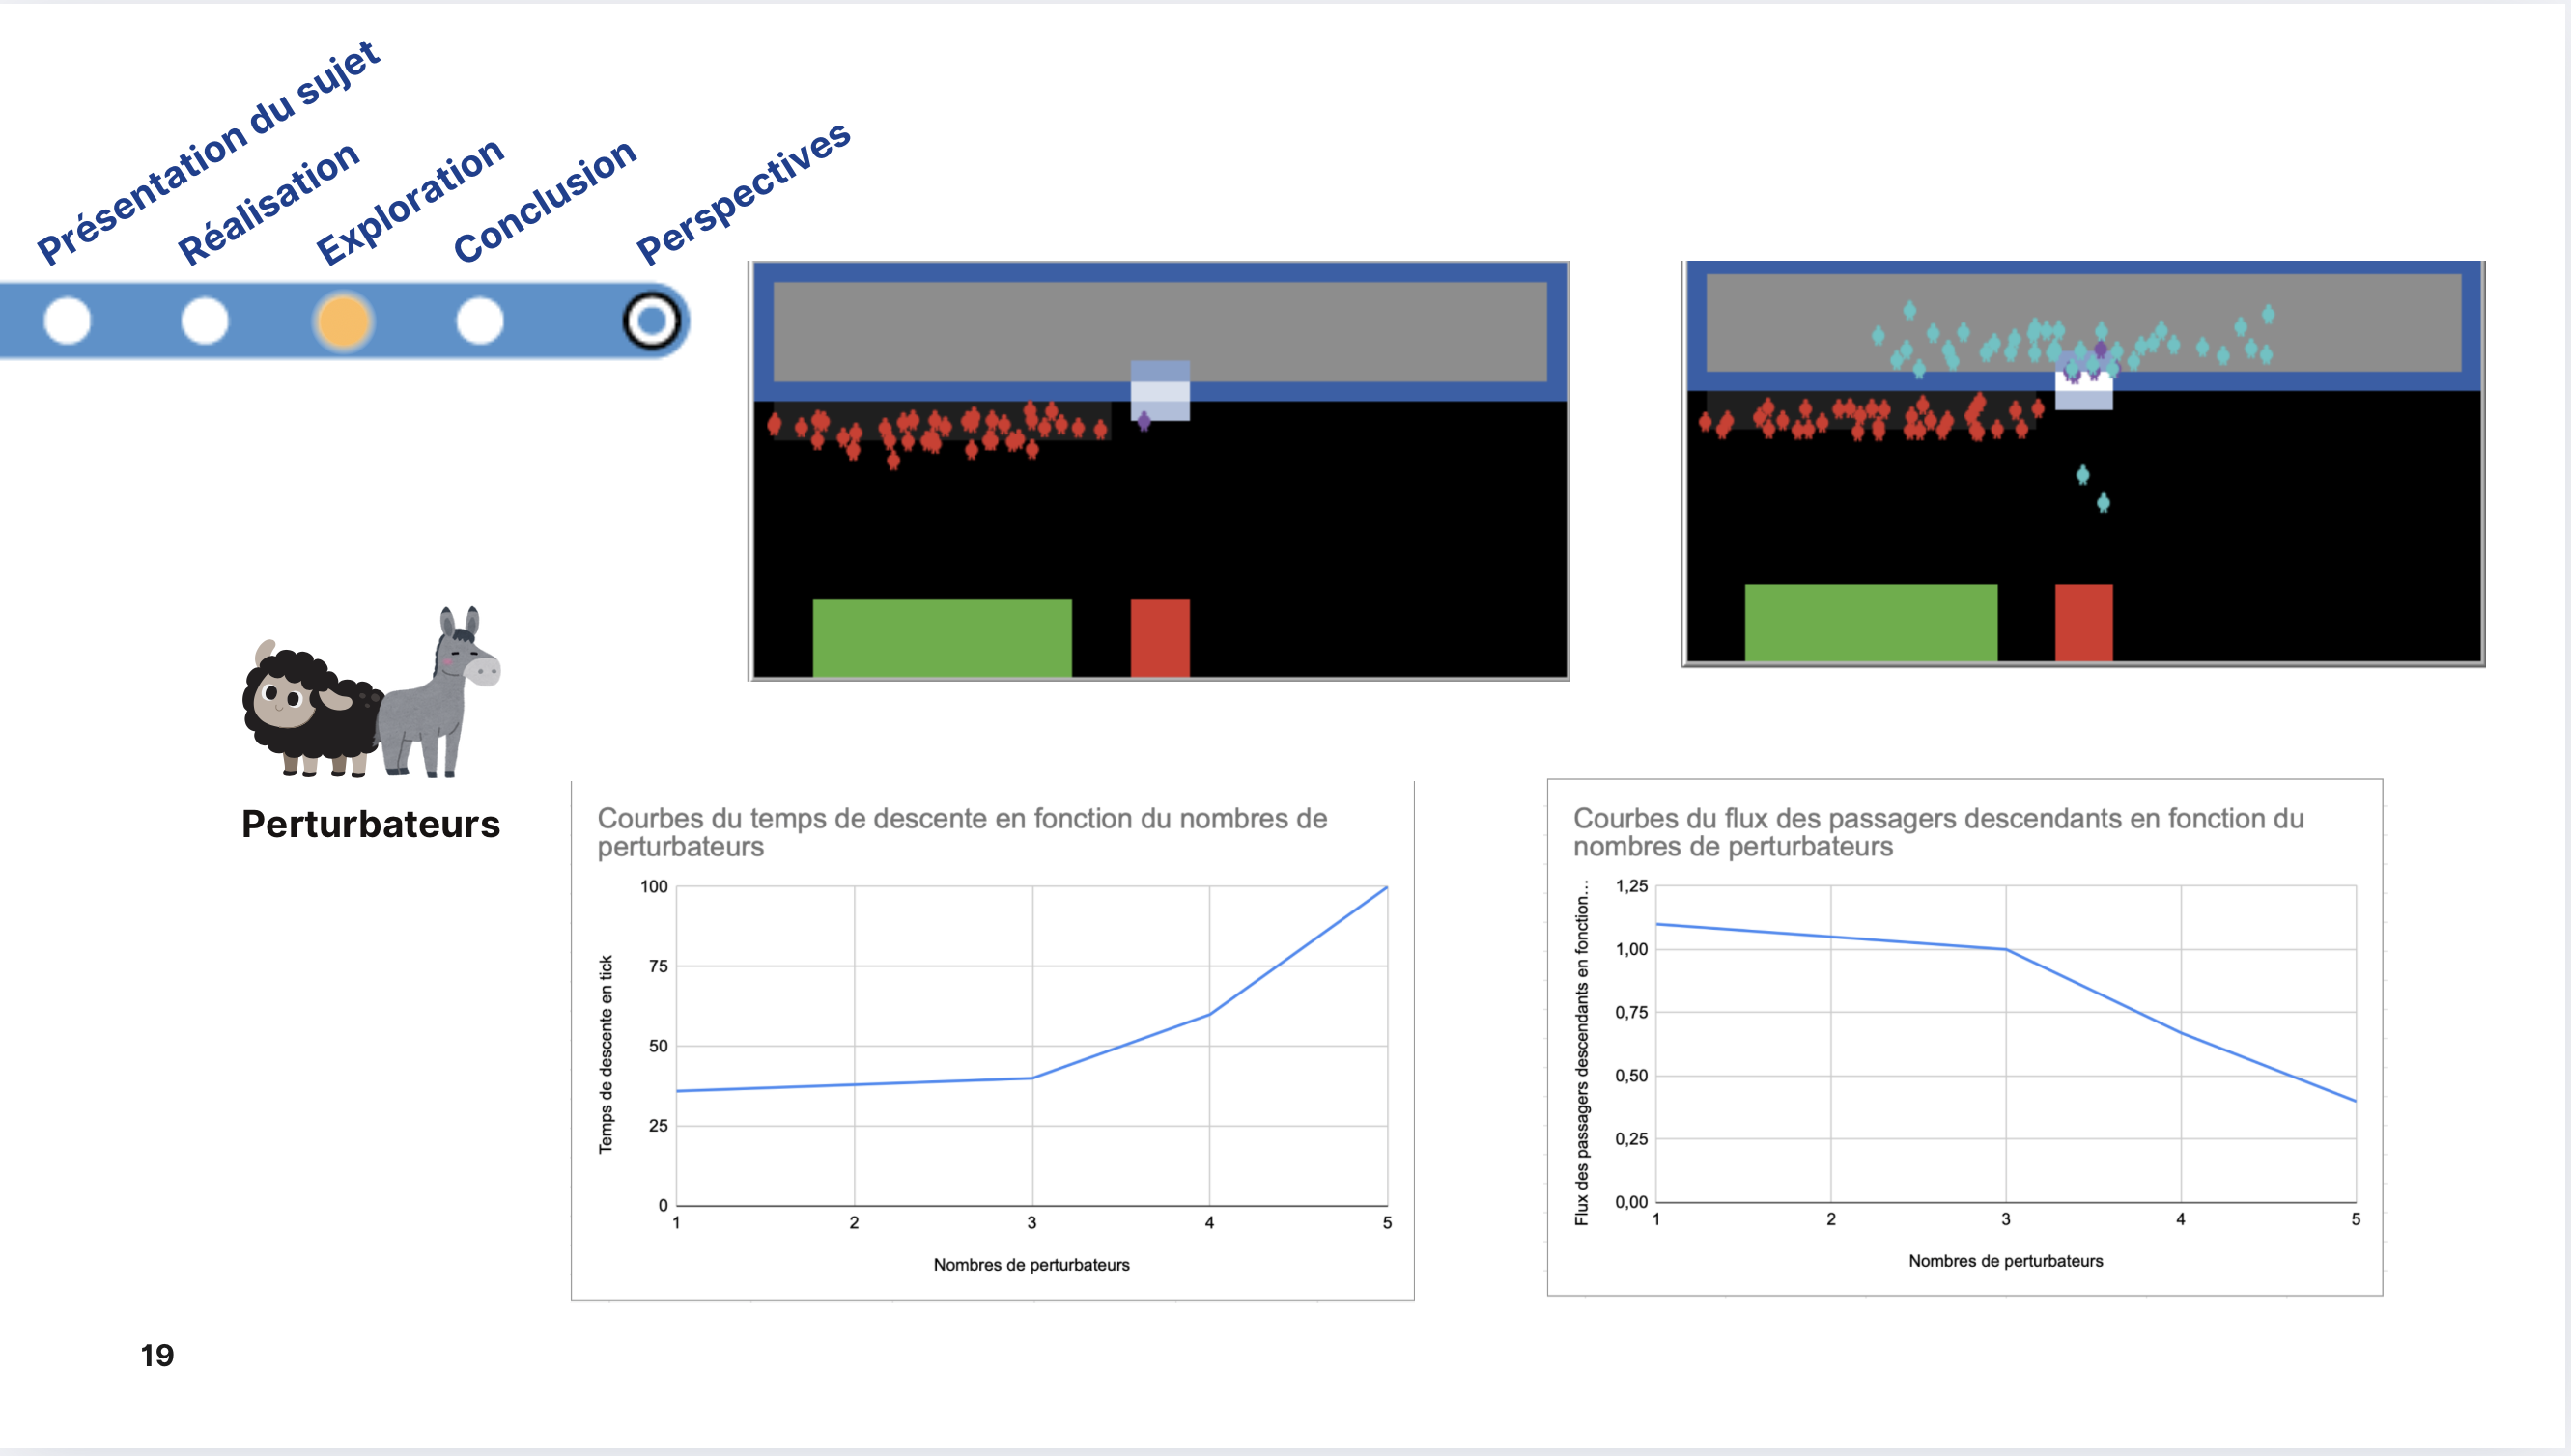 Présentation du sujet
Réalisation
Exploration
Conclusion
Perspectives
Perturbateurs
Courbes du temps de descente en fonction du nombres de
perturbateurs
Temps de descente en tick
100
75
50
25
0
1 2 3 4 5
Nombres de perturbateurs
Courbes du flux des passagers descendants en fonction du
nombres de perturbateurs
Flux des passagers descendants en fonction...
1,25
1,00
0,75
0,50
0,25
0,00
1 2 3 4 5
Nombres de perturbateurs
19